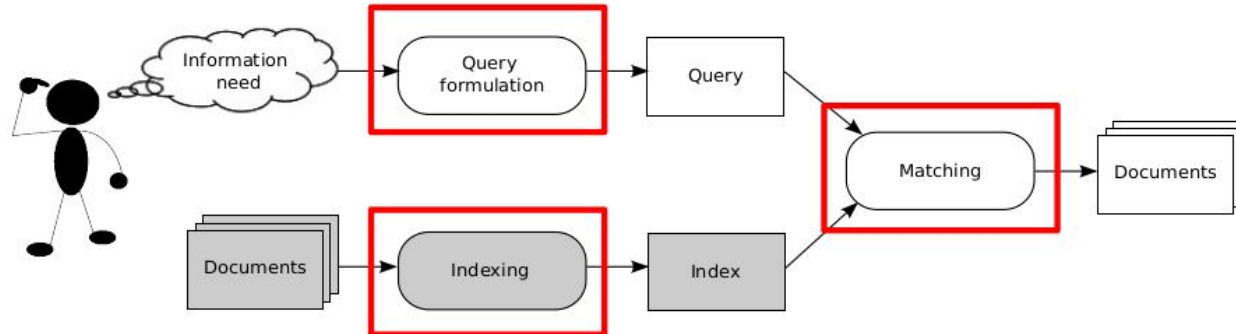 Information
need
Query
formulation
Query
Matching
Documents
Documents
Indexing
Index